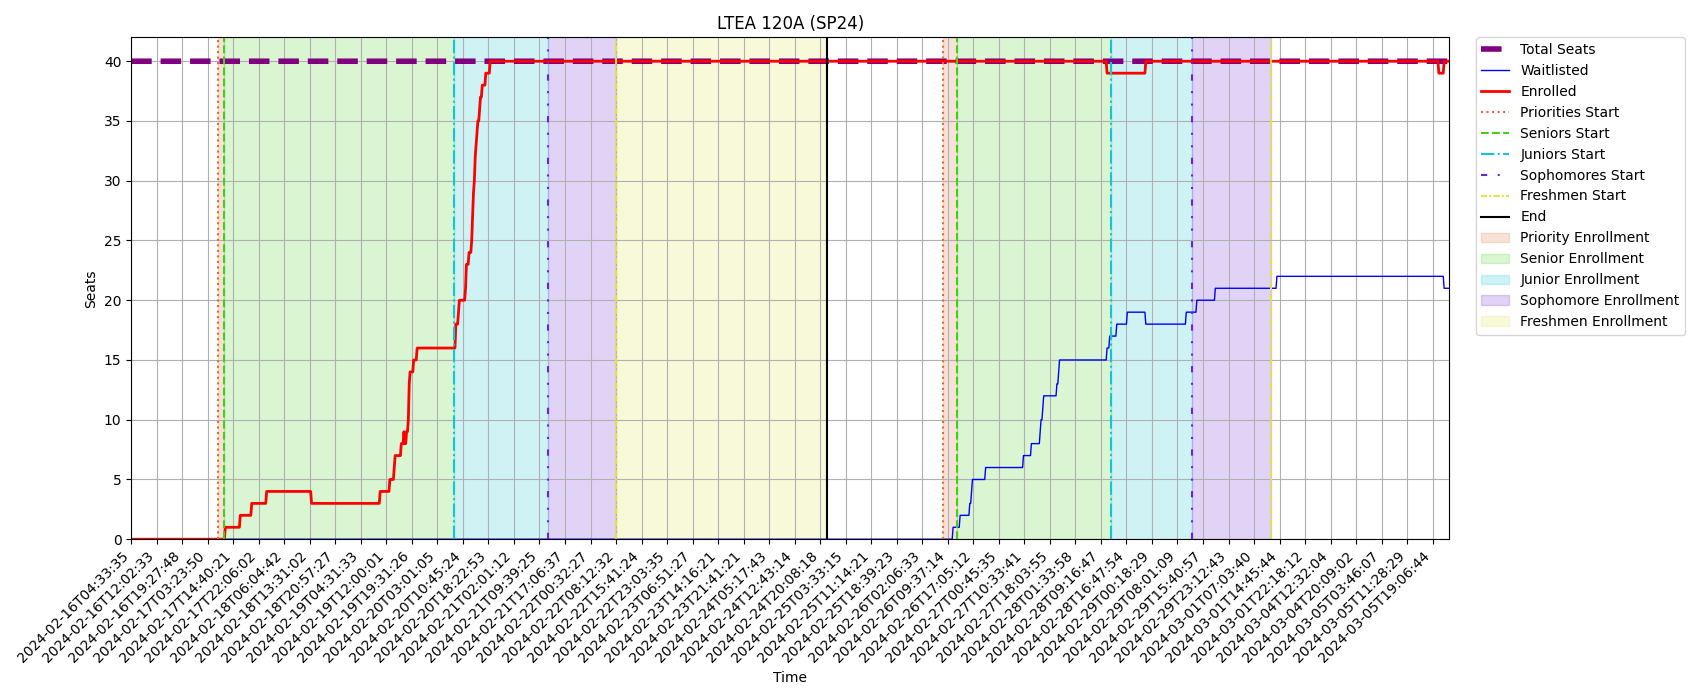 LTEA 120A (SP24)
Seats
40
35
30
25
20
15
10
5
0
2024-02-16T04:33:35
2024-02-16T12:02:33
2024-02-16T19:27:48
2024-02-17T03:23:50
2024-02-17T14:40:21
2024-02-17T22:06:02
2024-02-18T06:04:42
2024-02-18T13:31:02
2024-02-18T20:57:27
2024-02-19T04:31:33
2024-02-19T12:00:01
2024-02-19T19:31:26
2024-02-20T03:01:05
2024-02-20T10:45:24
2024-02-20T18:22:53
2024-02-21T02:01:12
2024-02-21T09:39:25
2024-02-21T17:06:37
2024-02-22T00:32:27
2024-02-22T08:12:32
2024-02-22T15:41:24
2024-02-22T23:03:35
2024-02-23T06:51:27
2024-02-23T14:16:21
2024-02-23T21:41:21
2024-02-24T05:17:43
2024-02-24T12:43:14
2024-02-24T20:08:19
2024-02-25T03:33:15
2024-02-25T11:14:21
2024-02-25T18:39:23
2024-02-26T02:06:33
2024-02-26T09:37:14
2024-02-26T17:05:12
2024-02-27T00:45:35
2024-02-27T10:33:41
2024-02-27T18:03:55
2024-02-28T01:33:58
2024-02-28T09:16:47
2024-02-28T16:47:54
2024-02-29T00:18:29
2024-02-29T08:01:09
2024-02-29T15:40:57
2024-02-29T23:12:43
2024-03-01T07:03:40
2024-03-01T14:45:44
2024-03-01T22:18:12
2024-03-04T12:32:04
2024-03-04T20:09:02
2024-03-05T03:46:07
2024-03-05T11:28:29
2024-03-05T19:06:44
Time
Total Seats
Waitlisted
Enrolled
Priorities Start
Seniors Start
Juniors Start
Sophomores Start
Freshmen Start
End
Priority Enrollment
Senior Enrollment
Junior Enrollment
Sophomore Enrollment
Freshmen Enrollment